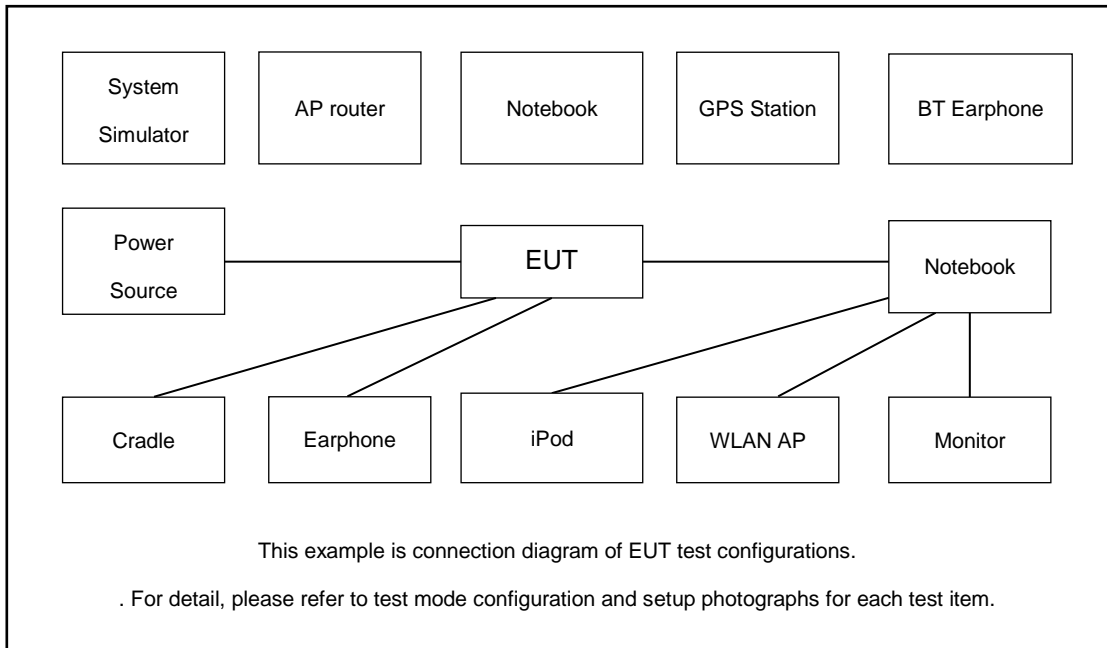 System
Simulator
AP router
Notebook
GPS Station
BT Earphone
Power
Source
EUT
Notebook
Cradle
Earphone
iPod
WLAN AP
Monitor
This example is connection diagram of EUT test configurations.
. For detail, please refer to test mode configuration and setup photographs for each test item.